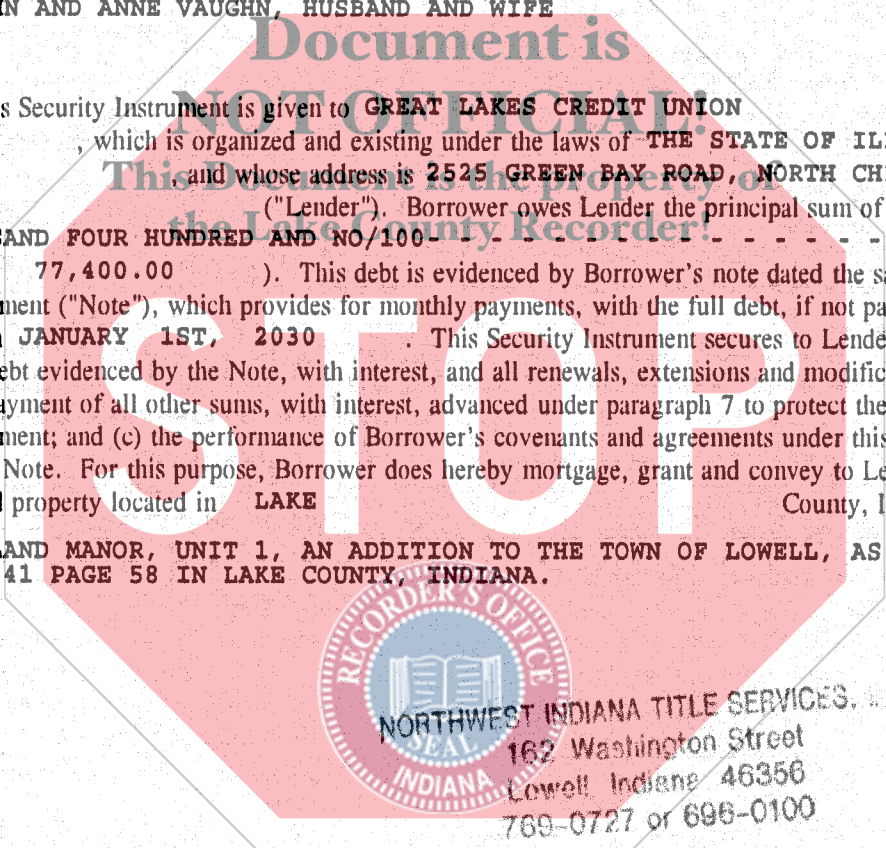 N AND ANNE VAUGHN, HUSBAND AND WIFE
Document is
NOT OFFICIAL!
This Document is the property of
the Lake County Recorder!
s Security Instrument is given to GREAT LAKES CREDIT UNION
, which is organized and existing under the laws of THE STATE OF IL
, and whose address is 2525 GREEN BAY ROAD, NORTH CH
("Lender"). Borrower owes Lender the principal sum of
AND FOUR HUNDRED AND NO/100- - - - - - - - - - - - - - - - -
77,400.00 ). This debt is evidenced by Borrower's note dated the sa
ment ("Note"), which provides for monthly payments, with the full debt, if not pa
JANUARY 1ST, 2030 . This Security Instrument secures to Lende
ebt evidenced by the Note, with interest, and all renewals, extensions and modific
ayment of all other sums, with interest, advanced under paragraph 7 to protect the
ment; and (c) the performance of Borrower's covenants and agreements under this
Note. For this purpose, Borrower does hereby mortgage, grant and convey to Le
property located in LAKE County, I
STOP
LAND MANOR, UNIT 1, AN ADDITION TO THE TOWN OF LOWELL, AS
41 PAGE 58 IN LAKE COUNTY, INDIANA.
RECORDER'S OFFICE
SEAL
INDIANA
NORTHWEST INDIANA TITLE SERVICES,
162 Washington Street
Lowell Indiana 46356
769-0727 or 696-0100